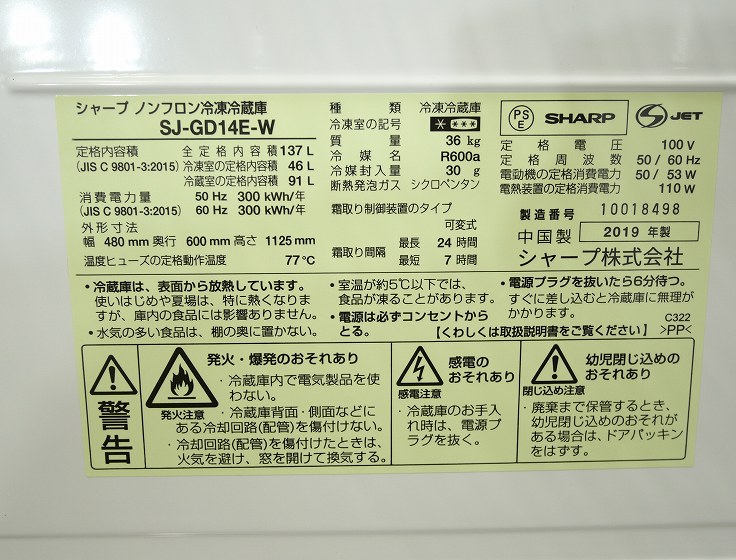 シャープ ノンフロン冷凍冷蔵庫
SJ-GD14E-W
定格内容積 全定格内容積 137 L
(JIS C 9801-3:2015) 冷凍室の定格内容積 46 L
冷蔵室の定格内容積 91 L
消費電力量 50 Hz 300 kWh/年
(JIS C 9801-3:2015) 60 Hz 300 kWh/年
外形寸法
幅 480 mm 奥行 600 mm 高さ 1125 mm
温度ヒューズの定格動作温度 77℃
種類 冷凍冷蔵庫
冷凍室の記号
質量 36 kg
冷媒名 R600a
冷媒封入量 30 g
断熱発泡ガス シクロペンタン
霜取り制御装置のタイプ
可変式
霜取り間隔 最長 24 時間
最短 7 時間
PS
E
SHARP
JET
定格電圧 100 V
定格周波数 50 / 60 Hz
電動機の定格消費電力 50 / 53 W
電熱装置の定格消費電力 110 W
製造番号 10018498
中国製 2019 年製
シャープ株式会社
・冷蔵庫は、表面から放熱しています。
使いはじめや夏場は、特に熱くなりま
すが、庫内の食品には影響ありません。
・水気の多い食品は、棚の奥に置かない。
・室温が約5℃以下では、
食品が凍ることがあります。
・電源は必ずコンセントから
とる。
・電源プラグを抜いたら6分待つ。
すぐに差し込むと冷蔵庫に無理が
かかります。
C322
【くわしくは取扱説明書をご覧ください】 >PP<
警告
発火・爆発のおそれあり
発火注意
・冷蔵庫内で電気製品を使
わない。
・冷蔵庫背面・側面などに
ある冷却回路(配管)を傷付けない。
・冷却回路(配管)を傷付けたときは、
火気を避け、窓を開けて換気する。
感電の
おそれあり
感電注意
・冷蔵庫のお手入
れ時は、電源プ
ラグを抜く。
幼児閉じ込めの
おそれあり
閉じ込め注意
・廃棄まで保管するとき、
幼児閉じ込めのおそれが
ある場合は、ドアパッキン
をはずす。